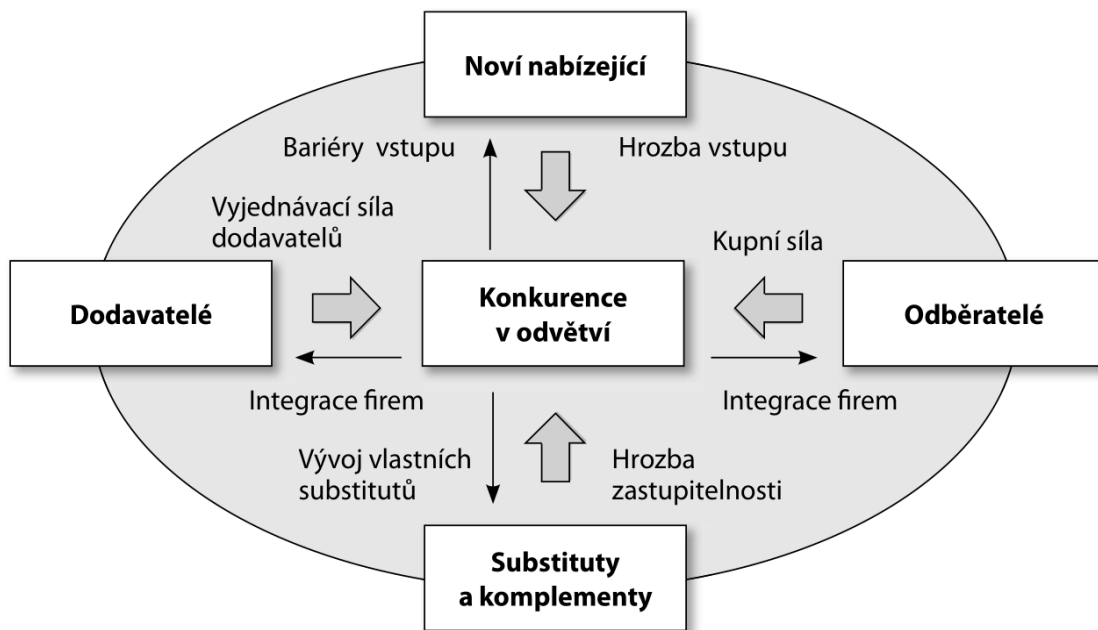 Noví nabízející
Bariéry vstupu
Hrozba vstupu
Vyjednávací síla
dodavatelů
Kupní síla
Dodavatelé
Konkurence
v odvětví
Odběratelé
Integrace firem
Integrace firem
Vývoj vlastních
substitutů
Hrozba
zastupitelnosti
Substituty
a komplementy